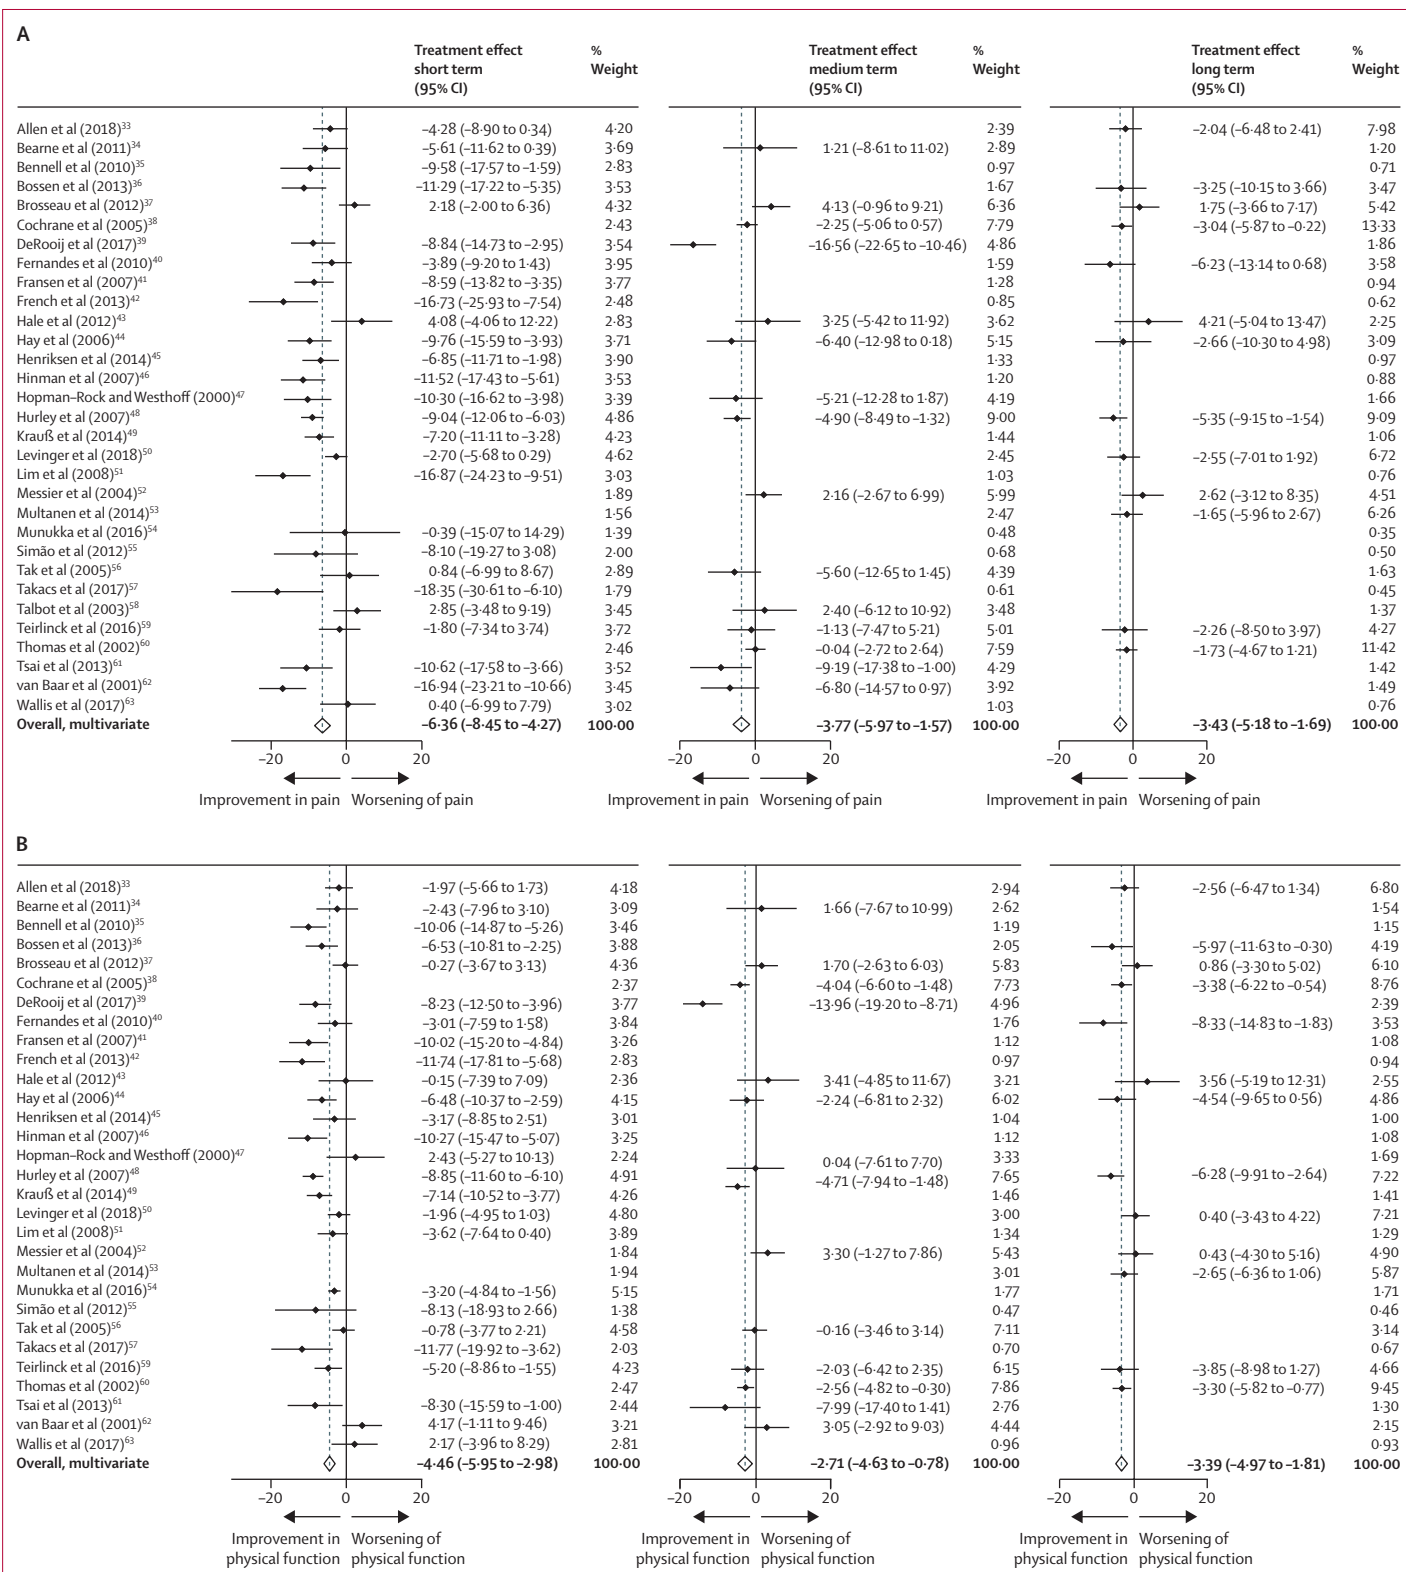 A
Treatment effect short term (95% CI) % Weight Treatment effect medium term (95% CI) % Weight Treatment effect long term (95% CI) % Weight
Allen et al (2018)33 –4·28 (–8·90 to 0·34) 4·20 2·39 –2·04 (–6·48 to 2·41) 7·98
Bearne et al (2011)34 –5·61 (–11·62 to 0·39) 3·69 1·21 (–8·61 to 11·02) 2·89 1·20
Bennell et al (2010)35 –9·58 (–17·57 to –1·59) 2·83 0·97 0·71
Bossen et al (2013)36 –11·29 (–17·22 to –5·35) 3·53 1·67 –3·25 (–10·15 to 3·66) 3·47
Brosseau et al (2012)37 2·18 (–2·00 to 6·36) 4·32 4·13 (–0·96 to 9·21) 6·36 1·75 (–3·66 to 7·17) 5·42
Cochrane et al (2005)38 2·43 –2·25 (–5·06 to 0·57) 7·79 –3·04 (–5·87 to –0·22) 13·33
DeRooij et al (2017)39 –8·84 (–14·73 to –2·95) 3·54 –16·56 (–22·65 to –10·46) 4·86 1·86
Fernandes et al (2010)40 –3·89 (–9·20 to 1·43) 3·95 1·59 –6·23 (–13·14 to 0·68) 3·58
Fransen et al (2007)41 –8·59 (–13·82 to –3·35) 3·77 1·28 0·94
French et al (2013)42 –16·73 (–25·93 to –7·54) 2·48 0·85 0·62
Hale et al (2012)43 4·08 (–4·06 to 12·22) 2·83 3·25 (–5·42 to 11·92) 3·62 4·21 (–5·04 to 13·47) 2·25
Hay et al (2006)44 –9·76 (–15·59 to –3·93) 3·71 –6·40 (–12·98 to 0·18) 5·15 –2·66 (–10·30 to 4·98) 3·09
Henriksen et al (2014)45 –6·85 (–11·71 to –1·98) 3·90 1·33 0·97
Hinman et al (2007)46 –11·52 (–17·43 to –5·61) 3·53 1·20 0·88
Hopman–Rock and Westhoff (2000)47 –10·30 (–16·62 to –3·98) 3·39 –5·21 (–12·28 to 1·87) 4·19 1·66
Hurley et al (2007)48 –9·04 (–12·06 to –6·03) 4·86 –4·90 (–8·49 to –1·32) 9·00 –5·35 (–9·15 to –1·54) 9·09
Krauß et al (2014)49 –7·20 (–11·11 to –3·28) 4·23 1·44 1·06
Levinger et al (2018)50 –2·70 (–5·68 to 0·29) 4·62 2·45 –2·55 (–7·01 to 1·92) 6·72
Lim et al (2008)51 –16·87 (–24·23 to –9·51) 3·03 1·03 0·76
Messier et al (2004)52 1·89 2·16 (–2·67 to 6·99) 5·99 2·62 (–3·12 to 8·35) 4·51
Multanen et al (2014)53 1·56 2·47 –1·65 (–5·96 to 2·67) 6·26
Munukka et al (2016)54 –0·39 (–15·07 to 14·29) 1·39 0·48 0·35
Simão et al (2012)55 –8·10 (–19·27 to 3·08) 2·00 0·68 0·50
Tak et al (2005)56 0·84 (–6·99 to 8·67) 2·89 –5·60 (–12·65 to 1·45) 4·39 1·63
Takacs et al (2017)57 –18·35 (–30·61 to –6·10) 1·79 0·61 0·45
Talbot et al (2003)58 2·85 (–3·48 to 9·19) 3·45 2·40 (–6·12 to 10·92) 3·48 1·37
Teirlinck et al (2016)59 –1·80 (–7·34 to 3·74) 3·72 –1·13 (–7·47 to 5·21) 5·01 –2·26 (–8·50 to 3·97) 4·27
Thomas et al (2002)60 2·46 –0·04 (–2·72 to 2·64) 7·59 –1·73 (–4·67 to 1·21) 11·42
Tsai et al (2013)61 –10·62 (–17·58 to –3·66) 3·52 –9·19 (–17·38 to –1·00) 4·29 1·42
van Baar et al (2001)62 –16·94 (–23·21 to –10·66) 3·45 –6·80 (–14·57 to 0·97) 3·92 1·49
Wallis et al (2017)63 0·40 (–6·99 to 7·79) 3·02 1·03 0·76
Overall, multivariate –6·36 (–8·45 to –4·27) 100·00 –3·77 (–5·97 to –1·57) 100·00 –3·43 (–5·18 to –1·69) 100·00
–20 0 20 –20 0 20 –20 0 20
Improvement in pain Worsening of pain Improvement in pain Worsening of pain Improvement in pain Worsening of pain
B
Allen et al (2018)33 –1·97 (–5·66 to 1·73) 4·18 2·94 –2·56 (–6·47 to 1·34) 6·80
Bearne et al (2011)34 –2·43 (–7·96 to 3·10) 3·09 1·66 (–7·67 to 10·99) 2·62 1·54
Bennell et al (2010)35 –10·06 (–14·87 to –5·26) 3·46 1·19 1·15
Bossen et al (2013)36 –6·53 (–10·81 to –2·25) 3·88 2·05 –5·97 (–11·63 to –0·30) 4·19
Brosseau et al (2012)37 –0·27 (–3·67 to 3·13) 4·36 1·70 (–2·63 to 6·03) 5·83 0·86 (–3·30 to 5·02) 6·10
Cochrane et al (2005)38 2·37 –4·04 (–6·60 to –1·48) 7·73 –3·38 (–6·22 to –0·54) 8·76
DeRooij et al (2017)39 –8·23 (–12·50 to –3·96) 3·77 –13·96 (–19·20 to –8·71) 4·96 2·39
Fernandes et al (2010)40 –3·01 (–7·59 to 1·58) 3·84 1·76 –8·33 (–14·83 to –1·83) 3·53
Fransen et al (2007)41 –10·02 (–15·20 to –4·84) 3·26 1·12 1·08
French et al (2013)42 –11·74 (–17·81 to –5·68) 2·83 0·97 0·94
Hale et al (2012)43 –0·15 (–7·39 to 7·09) 2·36 3·41 (–4·85 to 11·67) 3·21 3·56 (–5·19 to 12·31) 2·55
Hay et al (2006)44 –6·48 (–10·37 to –2·59) 4·15 –2·24 (–6·81 to 2·32) 6·02 –4·54 (–9·65 to 0·56) 4·86
Henriksen et al (2014)45 –3·17 (–8·85 to 2·51) 3·01 1·04 1·00
Hinman et al (2007)46 –10·27 (–15·47 to –5·07) 3·25 1·12 1·08
Hopman–Rock and Westhoff (2000)47 2·43 (–5·27 to 10·13) 2·24 0·04 (–7·61 to 7·70) 3·33 1·69
Hurley et al (2007)48 –8·85 (–11·60 to –6·10) 4·91 –4·71 (–7·94 to –1·48) 7·65 –6·28 (–9·91 to –2·64) 7·22
Krauß et al (2014)49 –7·14 (–10·52 to –3·77) 4·26 1·46 1·41
Levinger et al (2018)50 –1·96 (–4·95 to 1·03) 4·80 3·00 0·40 (–3·43 to 4·22) 7·21
Lim et al (2008)51 –3·62 (–7·64 to 0·40) 3·89 1·34 1·29
Messier et al (2004)52 1·84 3·30 (–1·27 to 7·86) 5·43 0·43 (–4·30 to 5·16) 4·90
Multanen et al (2014)53 1·94 3·01 –2·65 (–6·36 to 1·06) 5·87
Munukka et al (2016)54 –3·20 (–4·84 to –1·56) 5·15 1·77 1·71
Simão et al (2012)55 –8·13 (–18·93 to 2·66) 1·38 0·47 0·46
Tak et al (2005)56 –0·78 (–3·77 to 2·21) 4·58 –0·16 (–3·46 to 3·14) 7·11 3·14
Takacs et al (2017)57 –11·77 (–19·92 to –3·62) 2·03 0·70 0·67
Teirlinck et al (2016)59 –5·20 (–8·86 to –1·55) 4·23 –2·03 (–6·42 to 2·35) 6·15 –3·85 (–8·98 to 1·27) 4·66
Thomas et al (2002)60 2·47 –2·56 (–4·82 to –0·30) 7·86 –3·30 (–5·82 to –0·77) 9·45
Tsai et al (2013)61 –8·30 (–15·59 to –1·00) 2·44 –7·99 (–17·40 to 1·41) 2·76 1·30
van Baar et al (2001)62 4·17 (–1·11 to 9·46) 3·21 3·05 (–2·92 to 9·03) 4·44 2·15
Wallis et al (2017)63 2·17 (–3·96 to 8·29) 2·81 0·96 0·93
Overall, multivariate –4·46 (–5·95 to –2·98) 100·00 –2·71 (–4·63 to –0·78) 100·00 –3·39 (–4·97 to –1·81) 100·00
–20 0 20 –20 0 20 –20 0 20
Improvement in Worsening of Improvement in Worsening of Improvement in Worsening of
physical function physical function physical function physical function physical function physical function